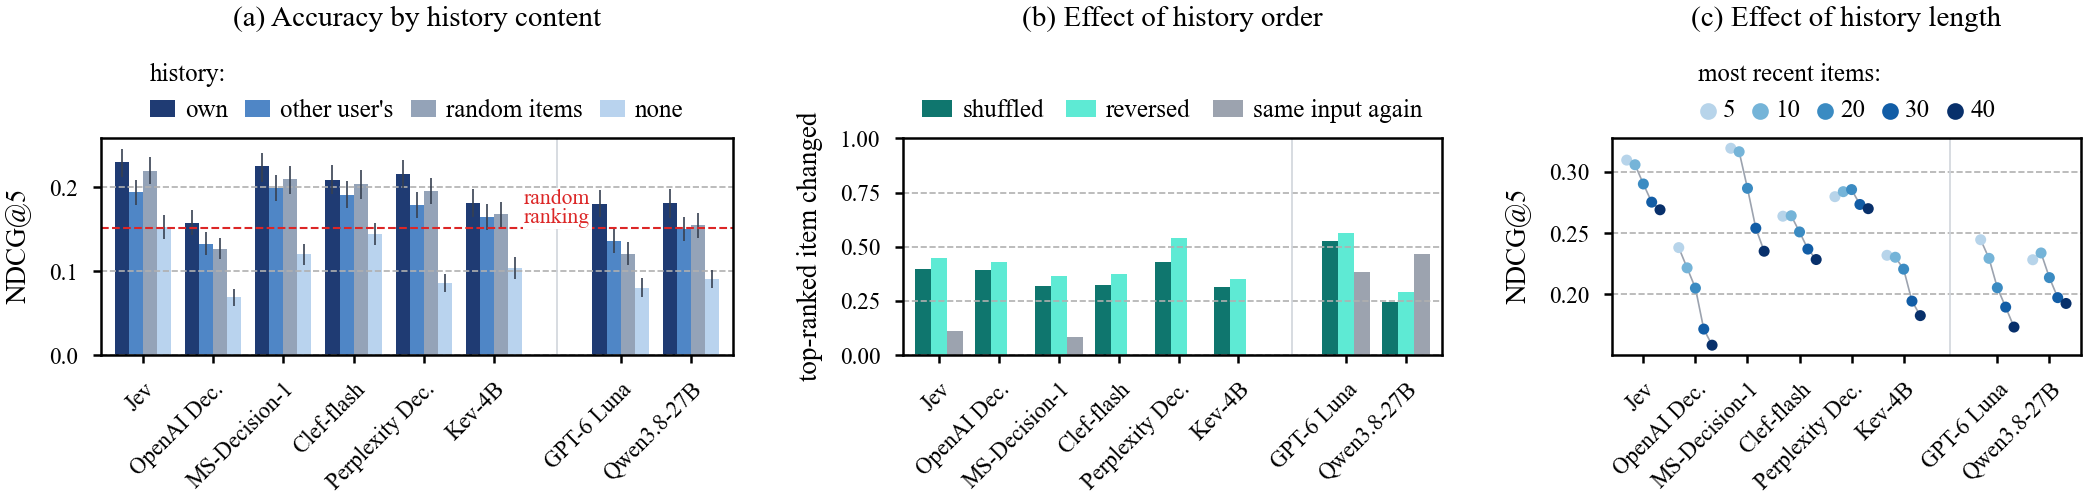 (a) Accuracy by history content
history:
own other user's random items none
NDCG@5
0.2
0.1
0.0
random
ranking
Jev
OpenAI Dec.
MS-Decision-1
Clef-flash
Perplexity Dec.
Kev-4B
GPT-6 Luna
Qwen3.8-27B
(b) Effect of history order
shuffled reversed same input again
top-ranked item changed
1.00
0.75
0.50
0.25
0.00
Jev
OpenAI Dec.
MS-Decision-1
Clef-flash
Perplexity Dec.
Kev-4B
GPT-6 Luna
Qwen3.8-27B
(c) Effect of history length
most recent items:
5 10 20 30 40
NDCG@5
0.30
0.25
0.20
Jev
OpenAI Dec.
MS-Decision-1
Clef-flash
Perplexity Dec.
Kev-4B
GPT-6 Luna
Qwen3.8-27B